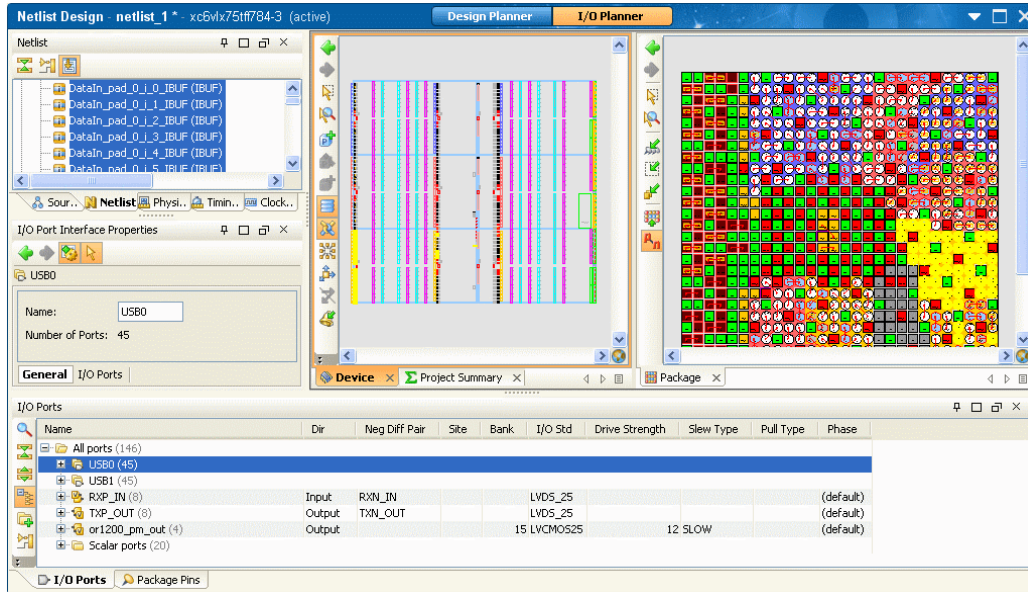 Netlist Design - netlist_1 * - xc6vlx75tff784-3 (active)
Design Planner
I/O Planner
Netlist
DataIn_pad_0_i_0_IBUF (IBUF)
DataIn_pad_0_i_1_IBUF (IBUF)
DataIn_pad_0_i_2_IBUF (IBUF)
DataIn_pad_0_i_3_IBUF (IBUF)
DataIn_pad_0_i_4_IBUF (IBUF)
DataIn_pad_0_i_5_IBUF (IBUF)
Sour.. Netlist Physi.. Timin.. Clock..
I/O Port Interface Properties
USB0
Name: USB0
Number of Ports: 45
General I/O Ports
Device Project Summary
Package
I/O Ports
Name Dir Neg Diff Pair Site Bank I/O Std Drive Strength Slew Type Pull Type Phase
All ports (146)
USB0 (45)
USB1 (45)
RXP_IN (8) Input RXN_IN LVDS_25 (default)
TXP_OUT (8) Output TXN_OUT LVDS_25 (default)
or1200_pm_out (4) Output 15 LVCMOS25 12 SLOW (default)
Scalar ports (20)
I/O Ports Package Pins